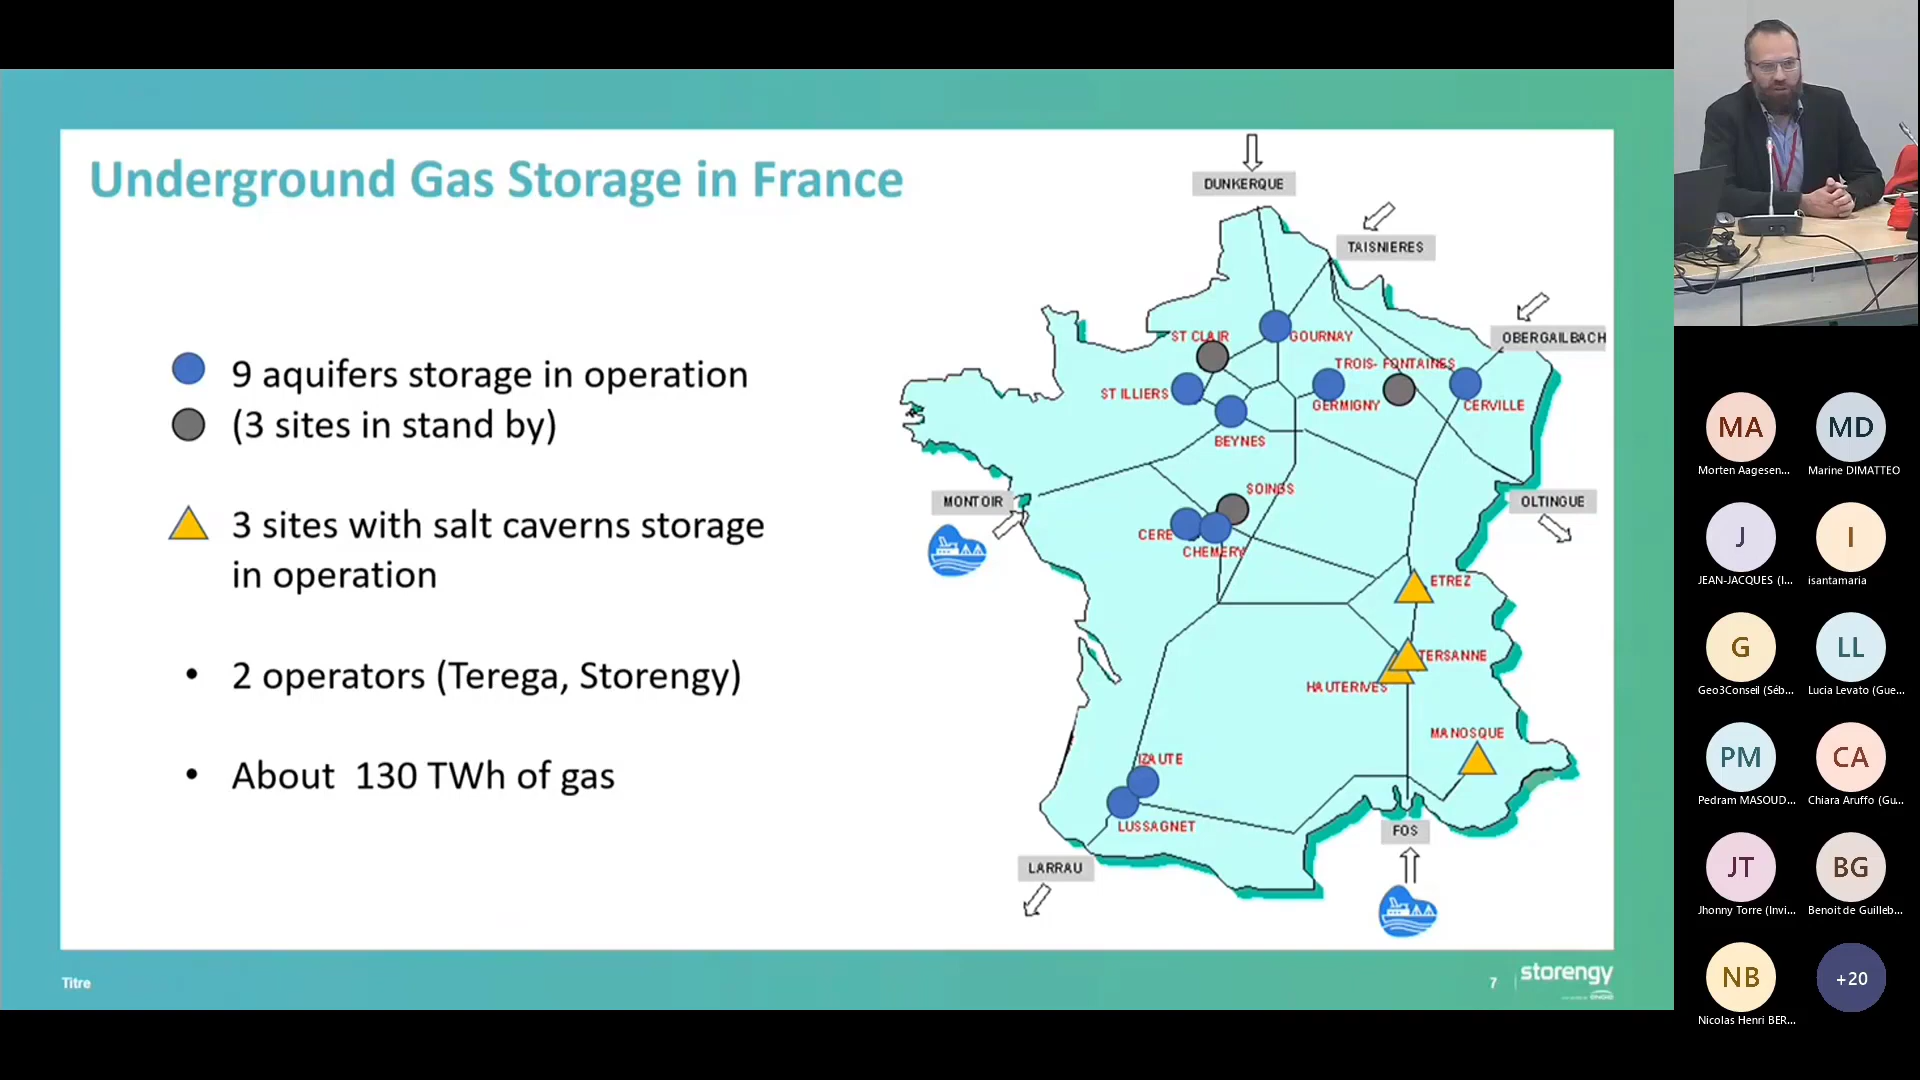 Underground Gas Storage in France
9 aquifers storage in operation
(3 sites in stand by)
3 sites with salt caverns storage
in operation
• 2 operators (Terega, Storengy)
• About 130 TWh of gas
DUNKERQUE
TAISNIERES
OBERGAILBACH
ST CLAIR
GOURNAY
TROIS- FONTAINES
ST ILLIERS
GERMIGNY
CERVILLE
BEYNES
SOINGS
MONTOIR
OLTINGUE
CERE
CHEMERY
ETREZ
TERSANNE
HAUTERIVES
MANOSQUE
IZAUTE
LUSSAGNET
FOS
LARRAU
Titre
7
storengy
MA
Morten Aagesen...
MD
Marine DIMATTEO
J
JEAN-JACQUES (I...
I
isantamaria
G
Geo3Conseil (Séb...
LL
Lucia Levato (Gue...
PM
Pedram MASOUD...
CA
Chiara Aruffo (Gu...
JT
Jhonny Torre (Invi...
BG
Benoit de Guilleb...
NB
Nicolas Henri BER...
+20